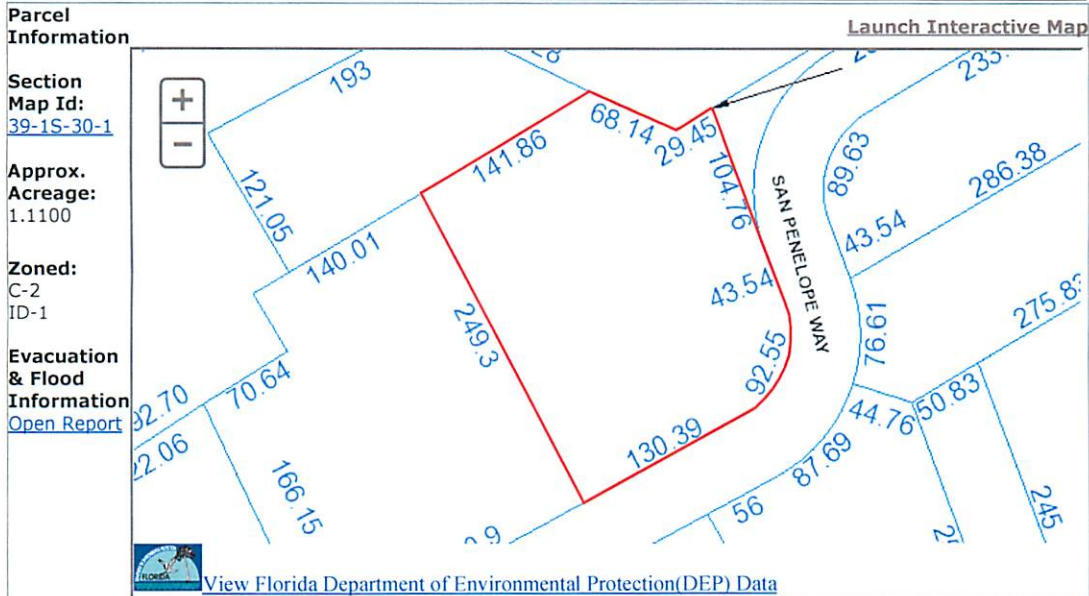 Parcel
Information
Launch Interactive Map
Section
Map Id:
39-1S-30-1
Approx.
Acreage:
1.1100
Zoned:
C-2
ID-1
Evacuation
& Flood
Information
Open Report
+
−
193
121.05
140.01
141.86
68.14
29.45
104.76
SAN PENELOPE WAY
89.63
233.
286.38
43.54
43.54
249.3
92.55
76.61
275.83
130.39
44.76
50.83
87.69
56
245
92.70
70.64
22.06
166.15
0.9
FLORIDA
View Florida Department of Environmental Protection(DEP) Data